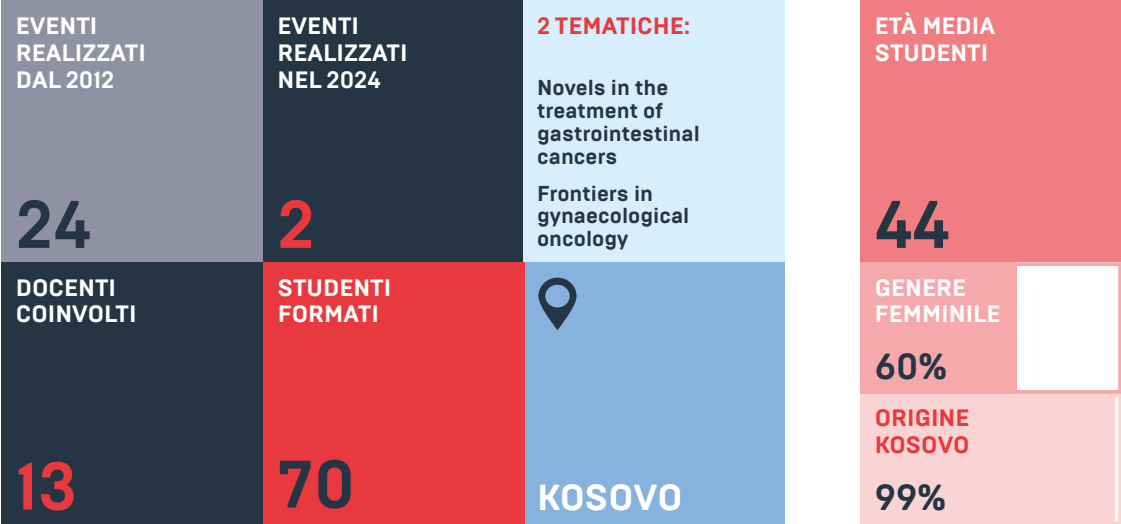 EVENTI
REALIZZATI
DAL 2012
24
EVENTI
REALIZZATI
NEL 2024
2
2 TEMATICHE:
Novels in the
treatment of
gastrointestinal
cancers
Frontiers in
gynaecological
oncology
DOCENTI
COINVOLTI
13
STUDENTI
FORMATI
70
KOSOVO
ETÀ MEDIA
STUDENTI
44
GENERE
FEMMINILE
60%
ORIGINE
KOSOVO
99%